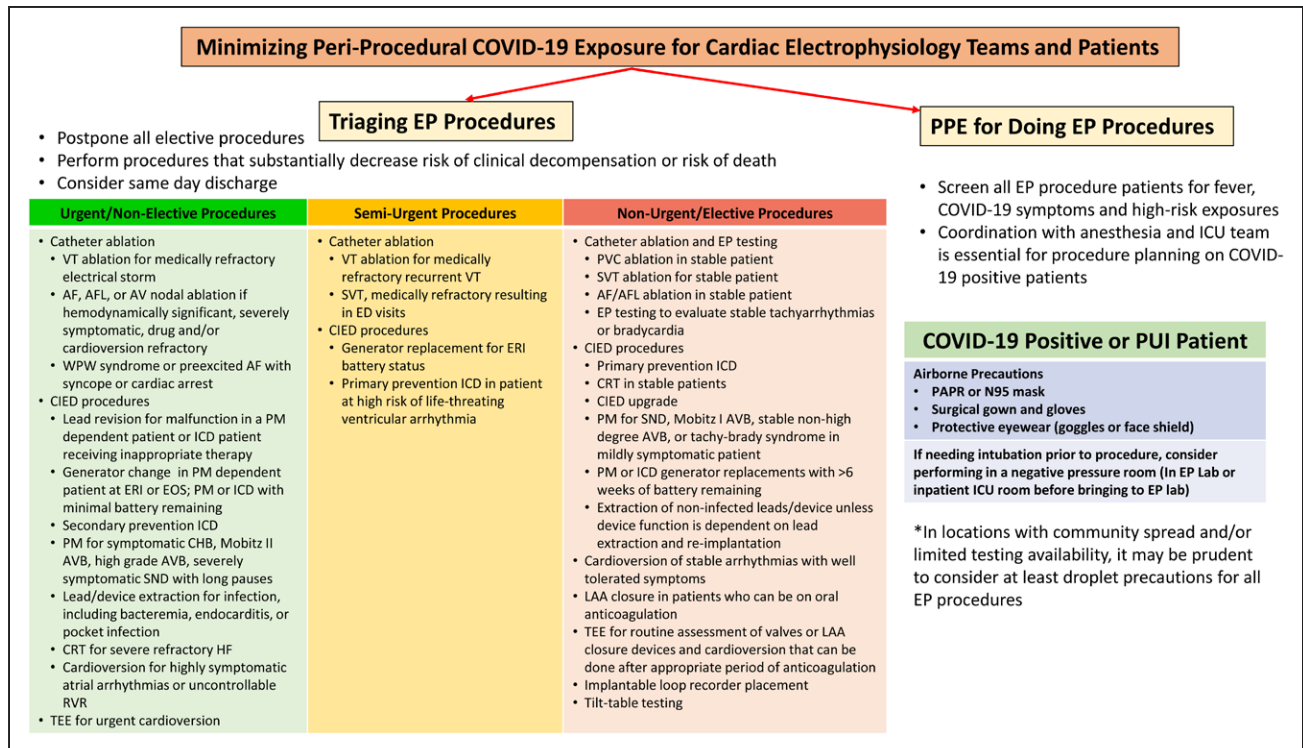 Minimizing Peri-Procedural COVID-19 Exposure for Cardiac Electrophysiology Teams and Patients
Triaging EP Procedures
• Postpone all elective procedures
• Perform procedures that substantially decrease risk of clinical decompensation or risk of death
• Consider same day discharge
Urgent/Non-Elective Procedures
• Catheter ablation
• VT ablation for medically refractory
electrical storm
• AF, AFL, or AV nodal ablation if
hemodynamically significant, severely
symptomatic, drug and/or
cardioversion refractory
• WPW syndrome or preexcited AF with
syncope or cardiac arrest
• CIED procedures
• Lead revision for malfunction in a PM
dependent patient or ICD patient
receiving inappropriate therapy
• Generator change in PM dependent
patient at ERI or EOS; PM or ICD with
minimal battery remaining
• Secondary prevention ICD
• PM for symptomatic CHB, Mobitz II
AVB, high grade AVB, severely
symptomatic SND with long pauses
• Lead/device extraction for infection,
including bacteremia, endocarditis, or
pocket infection
• CRT for severe refractory HF
• Cardioversion for highly symptomatic
atrial arrhythmias or uncontrollable
RVR
• TEE for urgent cardioversion
Semi-Urgent Procedures
• Catheter ablation
• VT ablation for medically
refractory recurrent VT
• SVT, medically refractory resulting
in ED visits
• CIED procedures
• Generator replacement for ERI
battery status
• Primary prevention ICD in patient
at high risk of life-threating
ventricular arrhythmia
Non-Urgent/Elective Procedures
• Catheter ablation and EP testing
• PVC ablation in stable patient
• SVT ablation for stable patient
• AF/AFL ablation in stable patient
• EP testing to evaluate stable tachyarrhythmias
or bradycardia
• CIED procedures
• Primary prevention ICD
• CRT in stable patients
• CIED upgrade
• PM for SND, Mobitz I AVB, stable non-high
degree AVB, or tachy-brady syndrome in
mildly symptomatic patient
• PM or ICD generator replacements with >6
weeks of battery remaining
• Extraction of non-infected leads/device unless
device function is dependent on lead
extraction and re-implantation
• Cardioversion of stable arrhythmias with well
tolerated symptoms
• LAA closure in patients who can be on oral
anticoagulation
• TEE for routine assessment of valves or LAA
closure devices and cardioversion that can be
done after appropriate period of anticoagulation
• Implantable loop recorder placement
• Tilt-table testing
PPE for Doing EP Procedures
• Screen all EP procedure patients for fever,
COVID-19 symptoms and high-risk exposures
• Coordination with anesthesia and ICU team
is essential for procedure planning on COVID-
19 positive patients
COVID-19 Positive or PUI Patient
Airborne Precautions
• PAPR or N95 mask
• Surgical gown and gloves
• Protective eyewear (goggles or face shield)
If needing intubation prior to procedure, consider
performing in a negative pressure room (In EP Lab or
inpatient ICU room before bringing to EP lab)
*In locations with community spread and/or
limited testing availability, it may be prudent
to consider at least droplet precautions for all
EP procedures